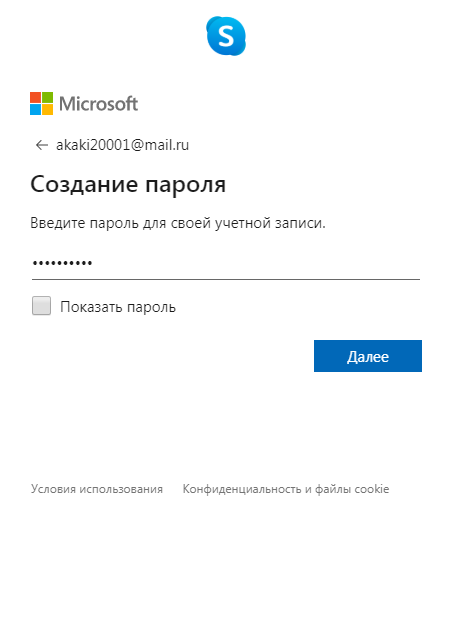 S
Microsoft
← akaki20001@mail.ru
Создание пароля
Введите пароль для своей учетной записи.
••••••••••
Показать пароль
Далее
Условия использования Конфиденциальность и файлы cookie